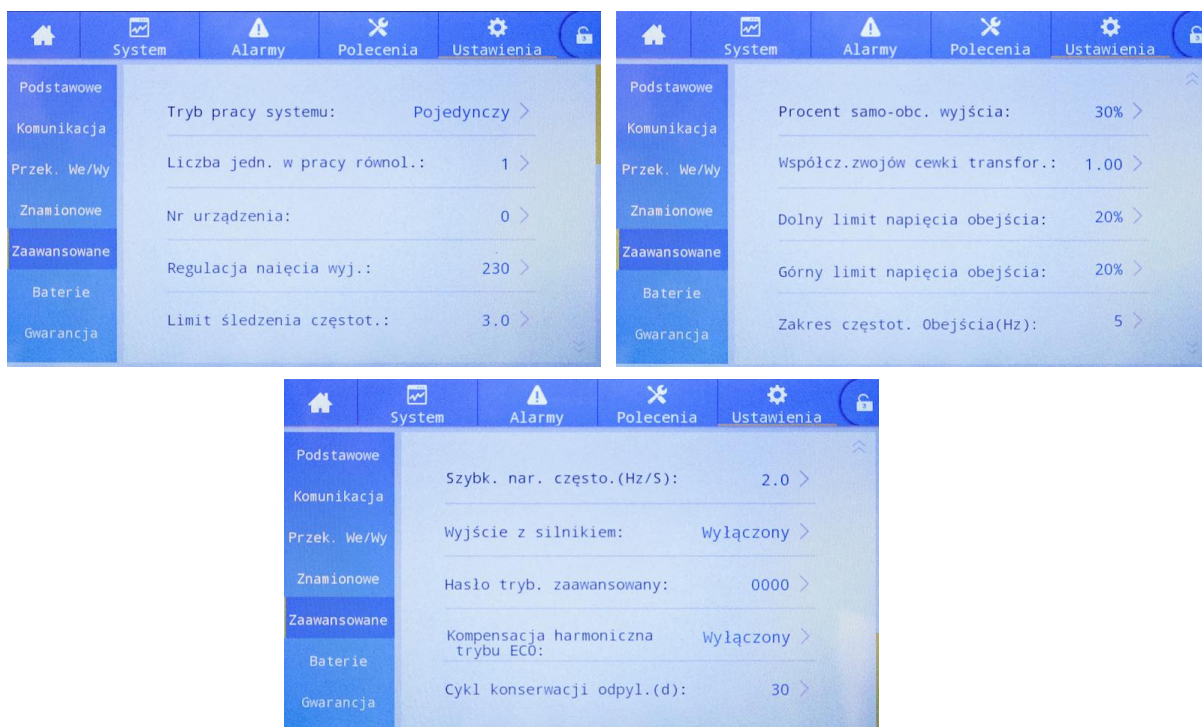 System Alarmy Polecenia Ustawienia
Podstawowe
Komunikacja
Przek. We/Wy
Znamionowe
Zaawansowane
Baterie
Gwarancja
Tryb pracy systemu: Pojedynczy
Liczba jedn. w pracy równol.: 1
Nr urządzenia: 0
Regulacja naięcia wyj.: 230
Limit śledzenia częstot.: 3.0
System Alarmy Polecenia Ustawienia
Podstawowe
Komunikacja
Przek. We/Wy
Znamionowe
Zaawansowane
Baterie
Gwarancja
Procent samo-obc. wyjścia: 30%
Współcz.zwojów cewki transfor.: 1.00
Dolny limit napięcia obejścia: 20%
Górny limit napięcia obejścia: 20%
Zakres częstot. Obejścia(Hz): 5
System Alarmy Polecenia Ustawienia
Podstawowe
Komunikacja
Przek. We/Wy
Znamionowe
Zaawansowane
Baterie
Gwarancja
Szybk. nar. często.(Hz/S): 2.0
Wyjście z silnikiem: Wyłączony
Hasło tryb. zaawansowany: 0000
Kompensacja harmoniczna
trybu ECO: Wyłączony
Cykl konserwacji odpyl.(d): 30